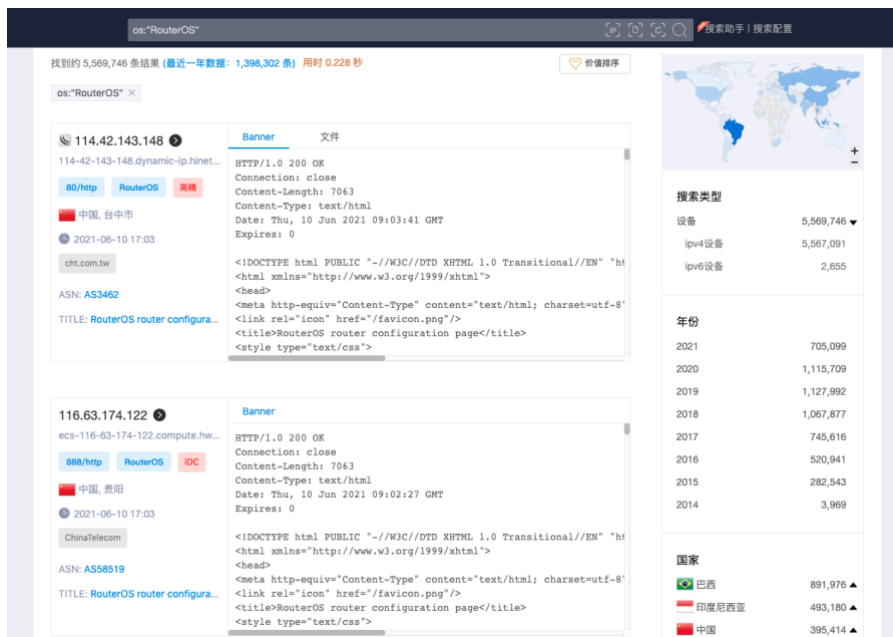 os:"RouterOS"
搜索助手 | 搜索配置
找到约 5,569,746 条结果 (最近一年数据: 1,398,302 条) 用时 0.228 秒
价值排序
os:"RouterOS" ×
114.42.143.148
114-42-143-148.dynamic-ip.hinet...
80/http RouterOS 高精
中国, 台中市
2021-06-10 17:03
cht.com.tw
ASN: AS3462
TITLE: RouterOS router configura...
Banner 文件
HTTP/1.0 200 OK
Connection: close
Content-Length: 7063
Content-Type: text/html
Date: Thu, 10 Jun 2021 09:03:41 GMT
Expires: 0
<!DOCTYPE html PUBLIC "-//W3C//DTD XHTML 1.0 Transitional//EN" "ht
<html xmlns="http://www.w3.org/1999/xhtml">
<head>
<meta http-equiv="Content-Type" content="text/html; charset=utf-8"
<link rel="icon" href="/favicon.png"/>
<title>RouterOS router configuration page</title>
<style type="text/css">
116.63.174.122
ecs-116-63-174-122.compute.hw...
888/http RouterOS IDC
中国, 贵阳
2021-06-10 17:03
ChinaTelecom
ASN: AS58519
TITLE: RouterOS router configura...
Banner
HTTP/1.0 200 OK
Connection: close
Content-Length: 7063
Content-Type: text/html
Date: Thu, 10 Jun 2021 09:02:27 GMT
Expires: 0
<!DOCTYPE html PUBLIC "-//W3C//DTD XHTML 1.0 Transitional//EN" "ht
<html xmlns="http://www.w3.org/1999/xhtml">
<head>
<meta http-equiv="Content-Type" content="text/html; charset=utf-8"
<link rel="icon" href="/favicon.png"/>
<title>RouterOS router configuration page</title>
<style type="text/css">
+
−
搜索类型
设备 5,569,746
ipv4设备 5,567,091
ipv6设备 2,655
年份
2021 705,099
2020 1,115,709
2019 1,127,992
2018 1,067,877
2017 745,616
2016 520,941
2015 282,543
2014 3,969
国家
巴西 891,976
印度尼西亚 493,180
中国 395,414